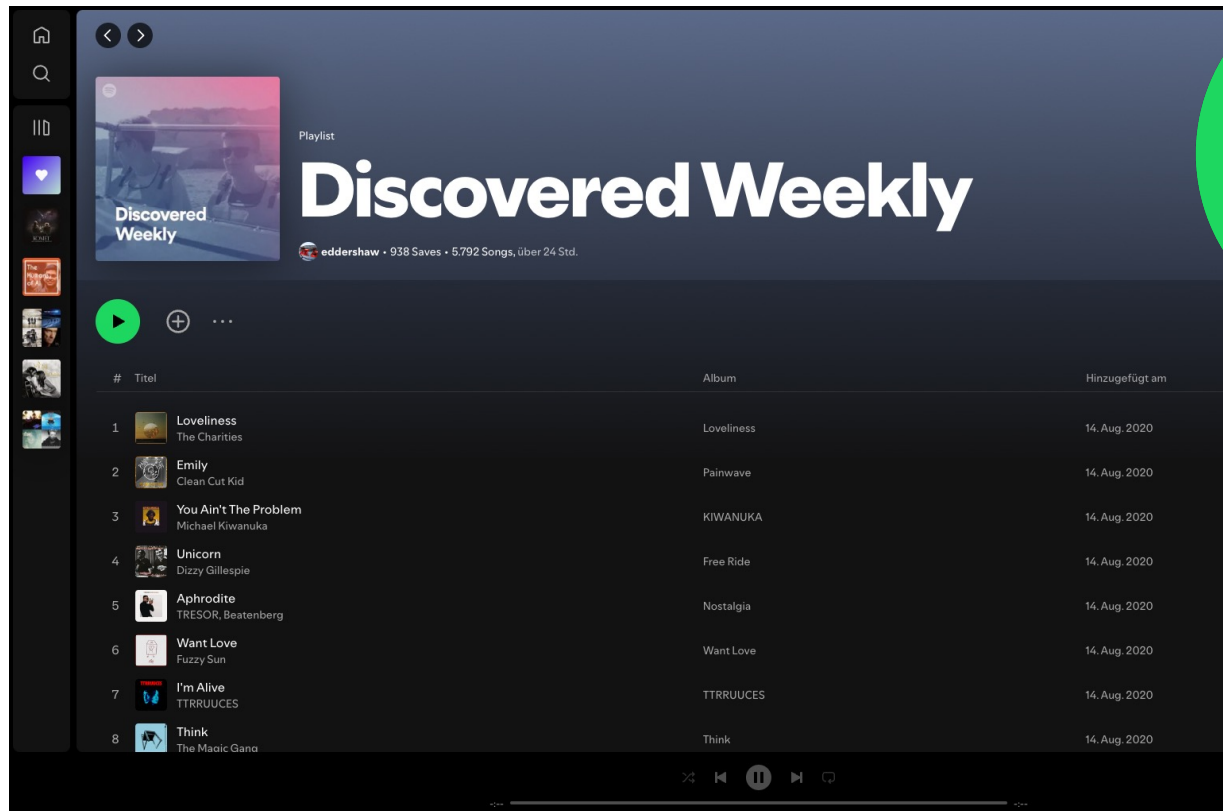 Discovered
Weekly
Playlist
Discovered Weekly
eddershaw • 938 Saves • 5.792 Songs, über 24 Std.
# Titel Album Hinzugefügt am
1 Loveliness Loveliness 14. Aug. 2020
The Charities
2 Emily Painwave 14. Aug. 2020
Clean Cut Kid
3 You Ain't The Problem KIWANUKA 14. Aug. 2020
Michael Kiwanuka
4 Unicorn Free Ride 14. Aug. 2020
Dizzy Gillespie
5 Aphrodite Nostalgia 14. Aug. 2020
TRESOR, Beatenberg
6 Want Love Want Love 14. Aug. 2020
Fuzzy Sun
7 I'm Alive TTRRUUCES 14. Aug. 2020
TTRRUUCES
8 Think Think 14. Aug. 2020
The Magic Gang
-:-- -:--